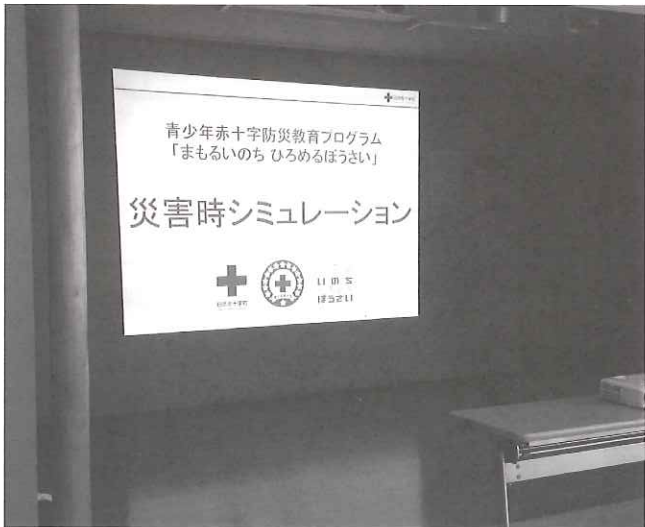 青少年赤十字防災教育プログラム
「まもるいのち ひろめるぼうさい」
災害時シミュレーション
いのち
ぼうさい